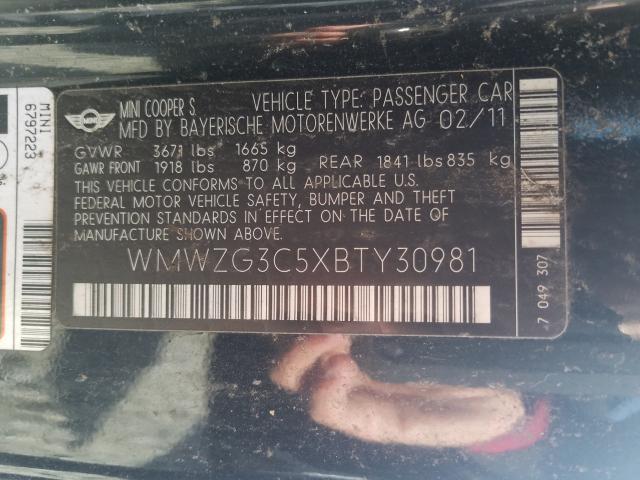 MINI
6797223
MINI
MINI COOPER S VEHICLE TYPE: PASSENGER CAR
MFD BY BAYERISCHE MOTORENWERKE AG 02/11
GVWR 3671 lbs 1665 kg
GAWR FRONT 1918 lbs 870 kg REAR 1841 lbs 835 kg
THIS VEHICLE CONFORMS TO ALL APPLICABLE U.S.
FEDERAL MOTOR VEHICLE SAFETY, BUMPER AND THEFT
PREVENTION STANDARDS IN EFFECT ON THE DATE OF
MANUFACTURE SHOWN ABOVE.
WMWZG3C5XBTY30981
7 049 307